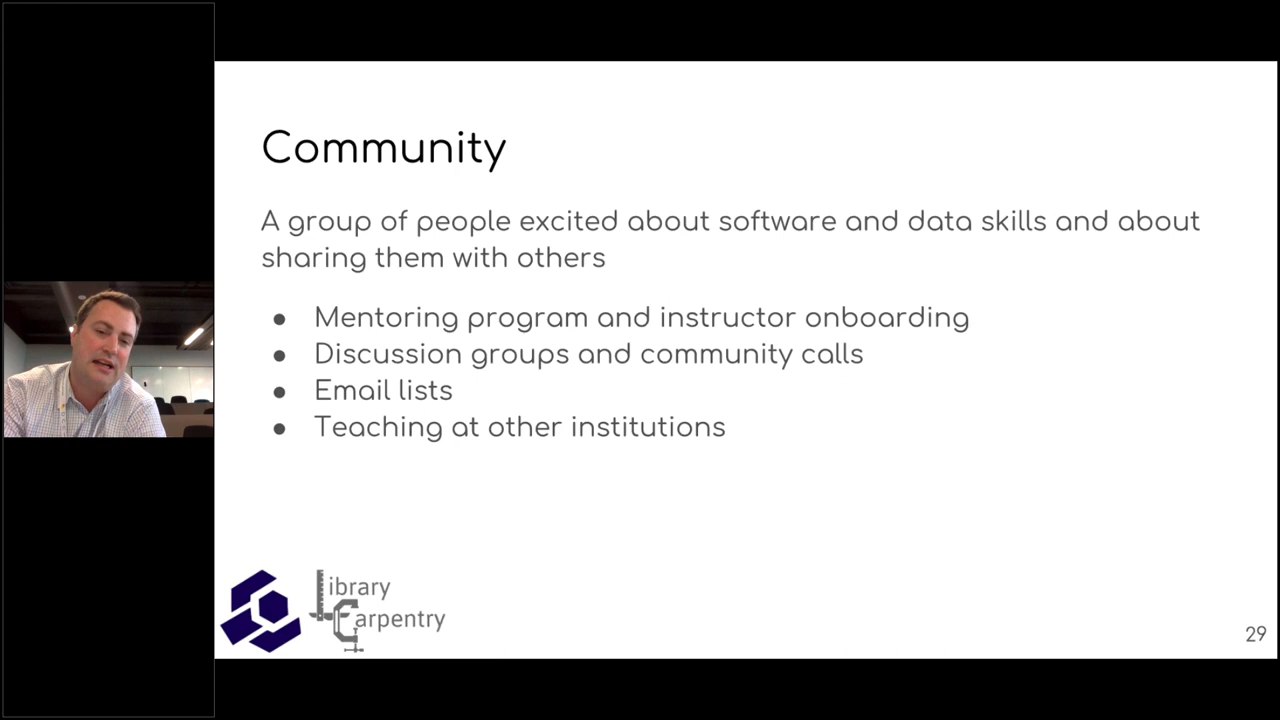 Community
A group of people excited about software and data skills and about
sharing them with others
● Mentoring program and instructor onboarding
● Discussion groups and community calls
● Email lists
● Teaching at other institutions
Library
Carpentry
29